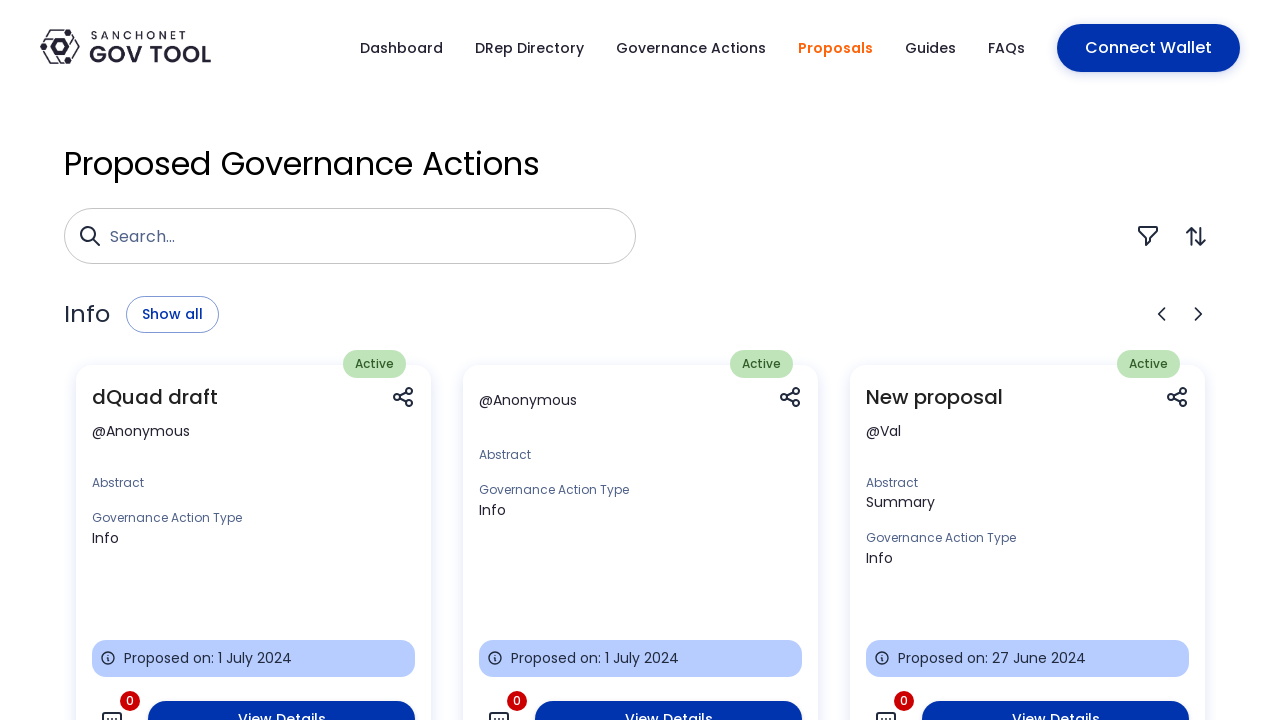 SANCHONET
GOV TOOL
Dashboard
DRep Directory
Governance Actions
Proposals
Guides
FAQs
Connect Wallet
Proposed Governance Actions
Search...
Info
Show all
Active
dQuad draft
@Anonymous
Abstract
Governance Action Type
Info
Proposed on: 1 July 2024
0
View Details
Active
@Anonymous
Abstract
Governance Action Type
Info
Proposed on: 1 July 2024
0
View Details
Active
New proposal
@Val
Abstract
Summary
Governance Action Type
Info
Proposed on: 27 June 2024
0
View Details